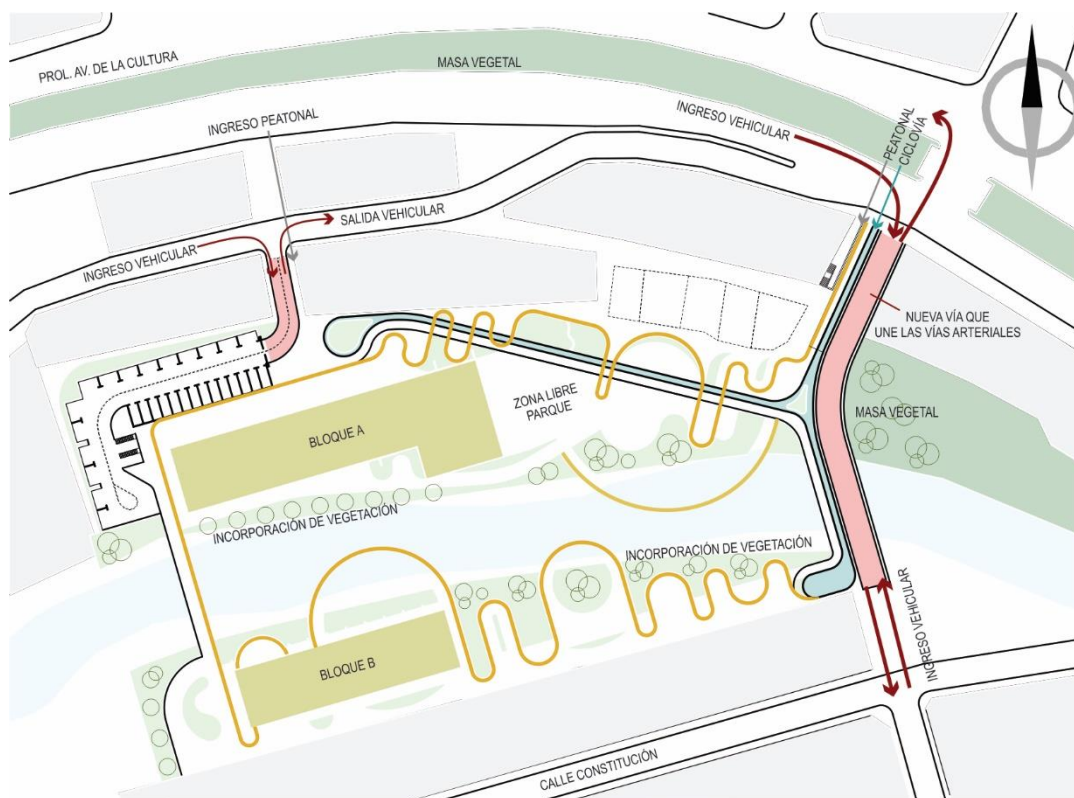 PROL. AV. DE LA CULTURA
MASA VEGETAL
INGRESO PEATONAL
INGRESO VEHICULAR
PEATONAL
CICLOVÍA
SALIDA VEHICULAR
INGRESO VEHICULAR
NUEVA VÍA QUE
UNE LAS VÍAS ARTERIALES
ZONA LIBRE
PARQUE
MASA VEGETAL
BLOQUE A
INCORPORACIÓN DE VEGETACIÓN
INCORPORACIÓN DE VEGETACIÓN
INGRESO VEHICULAR
BLOQUE B
CALLE CONSTITUCIÓN